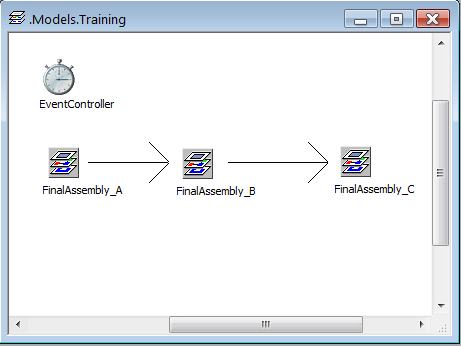 .Models.Training
EventController
FinalAssembly_A
FinalAssembly_B
FinalAssembly_C